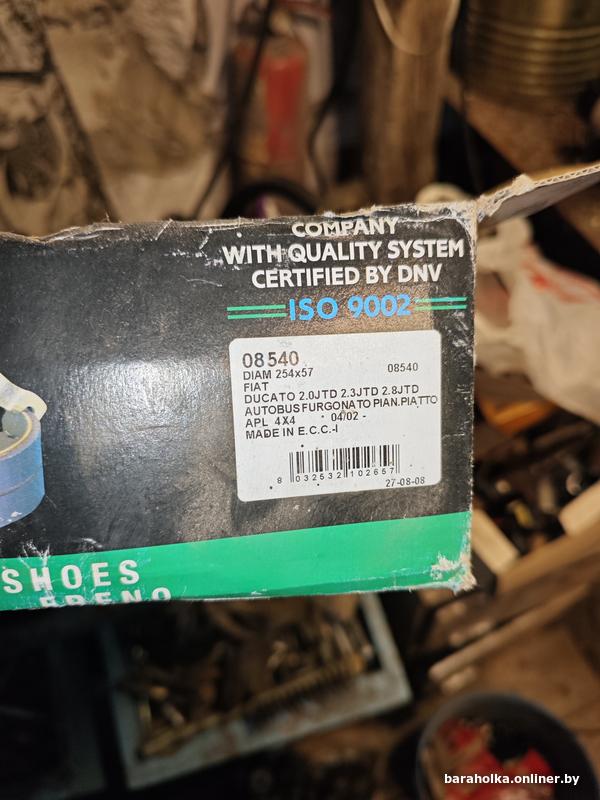 COMPANY
WITH QUALITY SYSTEM
CERTIFIED BY DNV
ISO 9002
08540
DIAM 254x57 08540
FIAT
DUCATO 2.0JTD 2.3JTD 2.8JTD
AUTOBUSFURGONATO PIAN.PIATTO
APL 4X4 04/02 -
MADE IN E.C.C.-I
8 032532 102657
27-08-08
SHOES
FRENO
baraholka.onliner.by